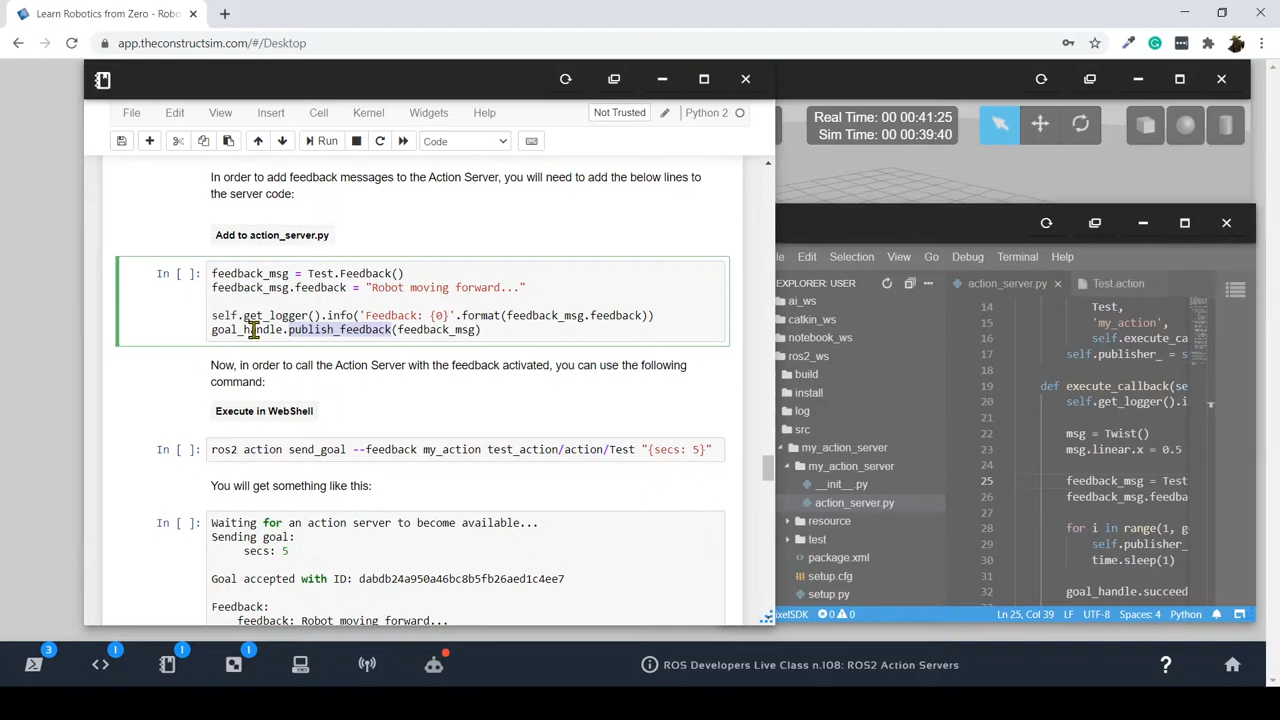 Learn Robotics from Zero - Robo
app.theconstructsim.com/#/Desktop
File Edit View Insert Cell Kernel Widgets Help
Not Trusted
Python 2
Run
Code
In order to add feedback messages to the Action Server, you will need to add the below lines to
the server code:
Add to action_server.py
In [ ]: feedback_msg = Test.Feedback()
feedback_msg.feedback = "Robot moving forward..."
self.get_logger().info('Feedback: {0}'.format(feedback_msg.feedback))
goal_handle.publish_feedback(feedback_msg)
Now, in order to call the Action Server with the feedback activated, you can use the following
command:
Execute in WebShell
In [ ]: ros2 action send_goal --feedback my_action test_action/action/Test "{secs: 5}"
You will get something like this:
In [ ]: Waiting for an action server to become available...
Sending goal:
secs: 5
Goal accepted with ID: dabdb24a950a46bc8b5fb26aed1c4ee7
Feedback:
feedback: Robot moving forward...
Real Time: 00 00:41:25
Sim Time: 00 00:39:40
le Edit Selection View Go Debug Terminal Help
EXPLORER: USER
ai_ws
catkin_ws
notebook_ws
ros2_ws
build
install
log
src
my_action_server
my_action_server
__init__.py
action_server.py
resource
test
package.xml
setup.cfg
setup.py
action_server.py
Test.action
14 Test,
15 'my_action',
16 self.execute_ca
17 self.publisher_ = s
18
19 def execute_callback(se
20 self.get_logger().i
21
22 msg = Twist()
23 msg.linear.x = 0.5
24
25 feedback_msg = Test
26 feedback_msg.feedba
27
28 for i in range(1, g
29 self.publisher_
30 time.sleep(1)
31
32 goal_handle.succeed
xelSDK 0 0 Ln 25, Col 39 LF UTF-8 Spaces: 4 Python
3
1
1
1
ROS Developers Live Class n.108: ROS2 Action Servers
?